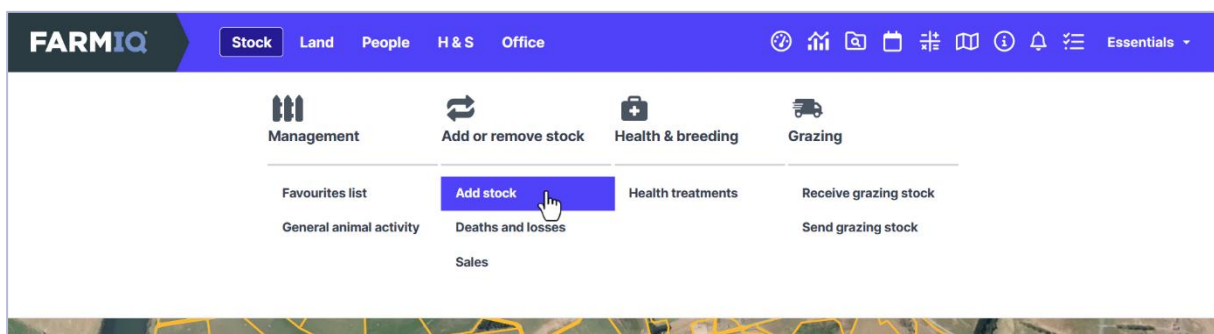 FARMIQ Stock Land People H & S Office Essentials
Management Add or remove stock Health & breeding Grazing
Favourites list Add stock Health treatments Receive grazing stock
General animal activity Deaths and losses Send grazing stock
Sales